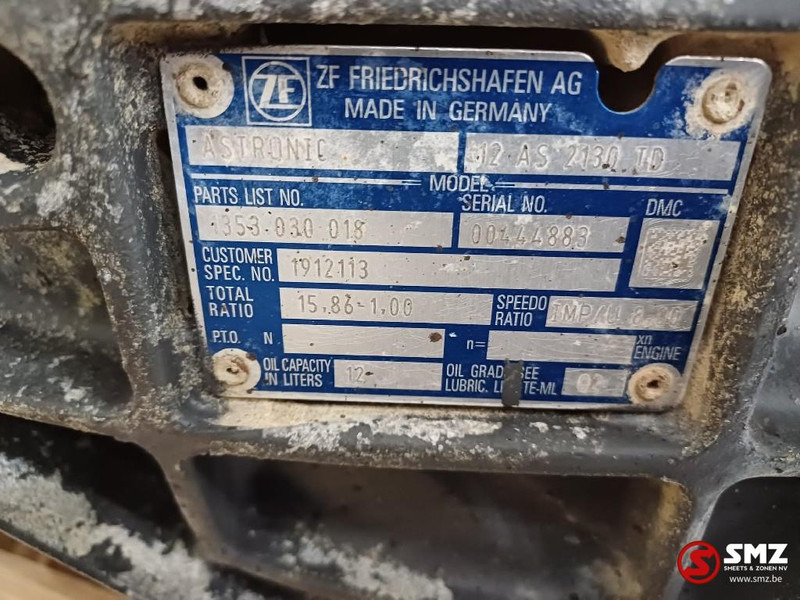 ZF
ZF FRIEDRICHSHAFEN AG
MADE IN GERMANY
ASTRONIC 12 AS 2130 TD
MODEL
PARTS LIST NO. SERIAL NO. DMC
1353 030 018 00444883
CUSTOMER SPEC. NO. 1912113
TOTAL RATIO 15.86-1.00 SPEEDO RATIO IMP/U
P.T.O. N n= xn ENGINE
OIL CAPACITY IN LITERS 12 OIL GRADE SEE
LUBRIC. TE-ML 02
SMZ
SHEETS & ZONEN NV
www.smz.be